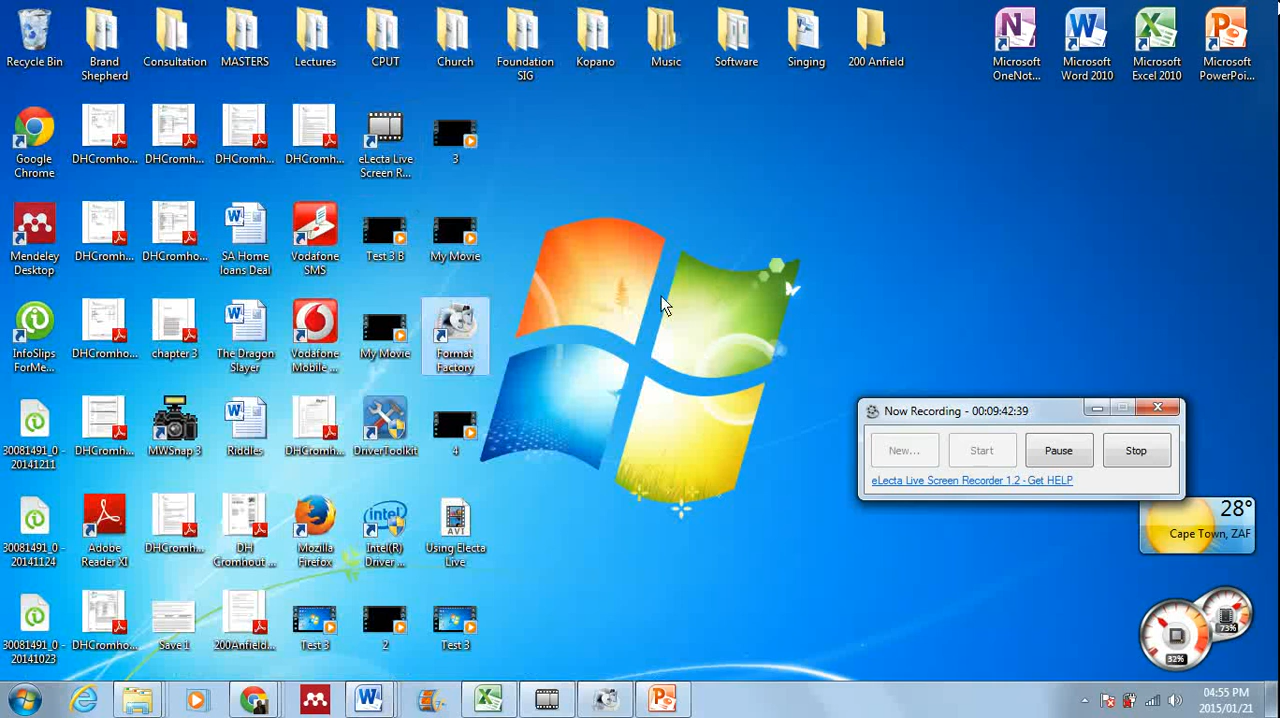 Recycle Bin
Brand Shepherd
Consultation
MASTERS
Lectures
CPUT
Church
Foundation SIG
Kopano
Music
Software
Singing
200 Anfield
Microsoft OneNot...
Microsoft Word 2010
Microsoft Excel 2010
Microsoft PowerPoi...
Google Chrome
DHCromho...
DHCromh...
DHCromh...
DHCromh...
eLecta Live Screen R...
3
Mendeley Desktop
DHCromh...
DHCromho...
SA Home loans Deal
Vodafone SMS
Test 3 B
My Movie
InfoSlips ForMe...
DHCromho...
chapter 3
The Dragon Slayer
Vodafone Mobile ...
My Movie
Format Factory
30081491_0-20141211
DHCromho...
MWSnap 3
Riddles
DHCromh...
DriverToolkit
4
30081491_0-20141124
Adobe Reader XI
DHCromh...
DH Cromhout ...
Mozilla Firefox
Intel(R) Driver ...
AVI
Using Electa Live
30081491_0-20141023
DHCromho...
Save 1
200Anfield...
Test 3
2
Test 3
Now Recording - 00:09:42:39
New... Start Pause Stop
eLecta Live Screen Recorder 1.2 - Get HELP
28°
Cape Town, ZAF
73%
32%
04:55 PM
2015/01/21